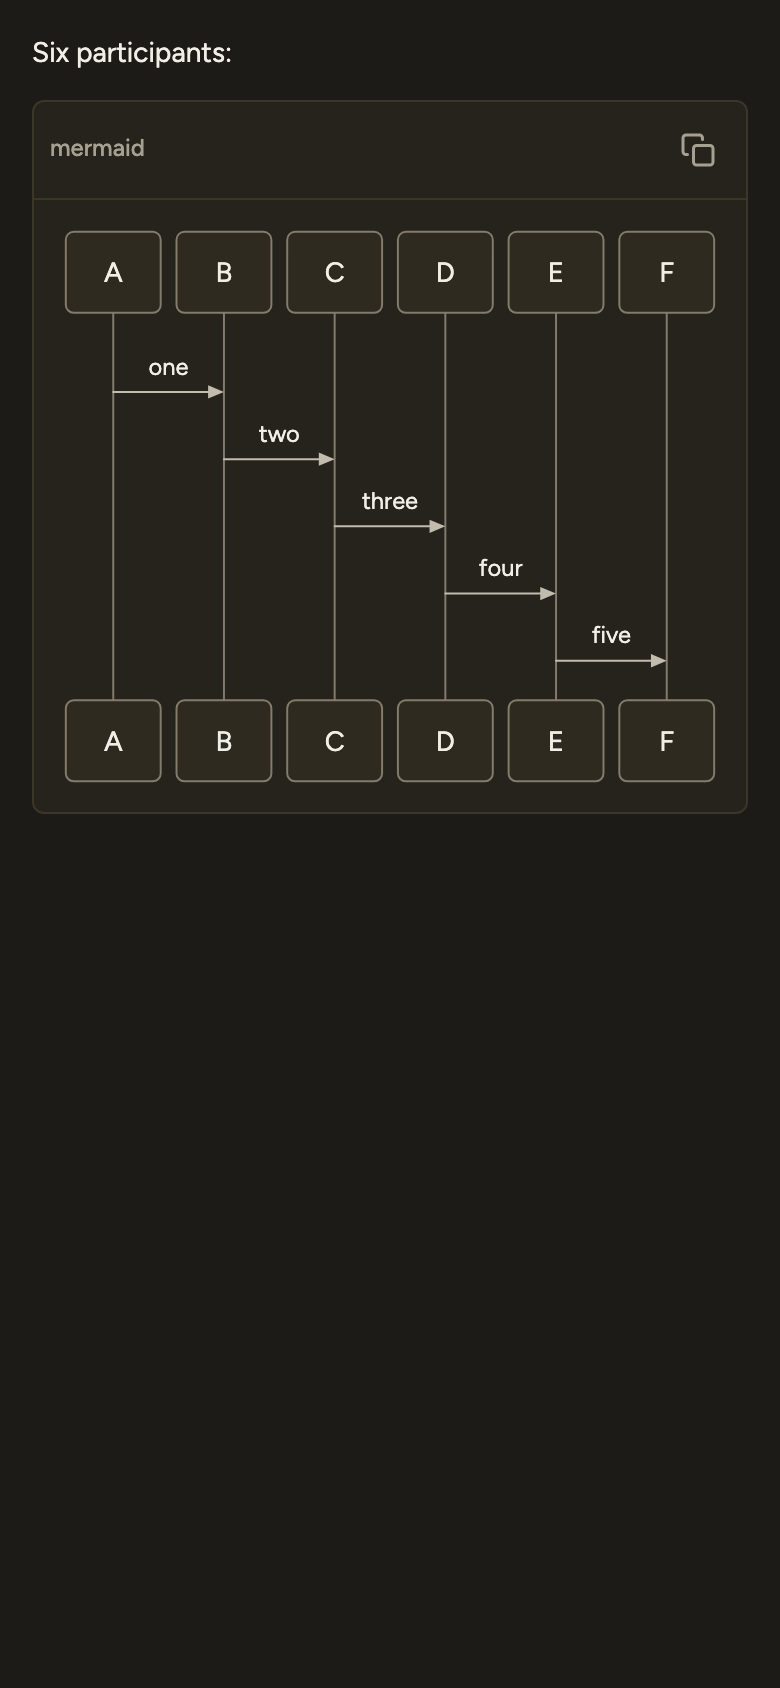 Six participants:
mermaid
A B C D E F
one
two
three
four
five
A B C D E F